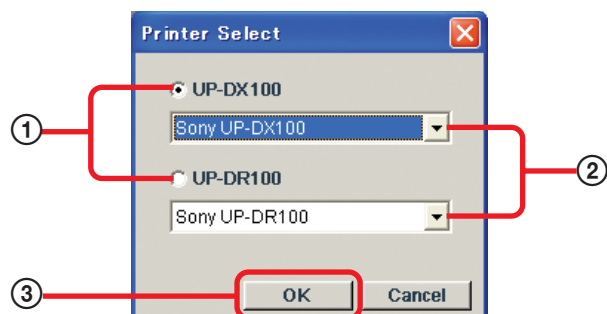 Printer Select
UP-DX100
① Sony UP-DX100
②
UP-DR100
Sony UP-DR100
③ OK Cancel